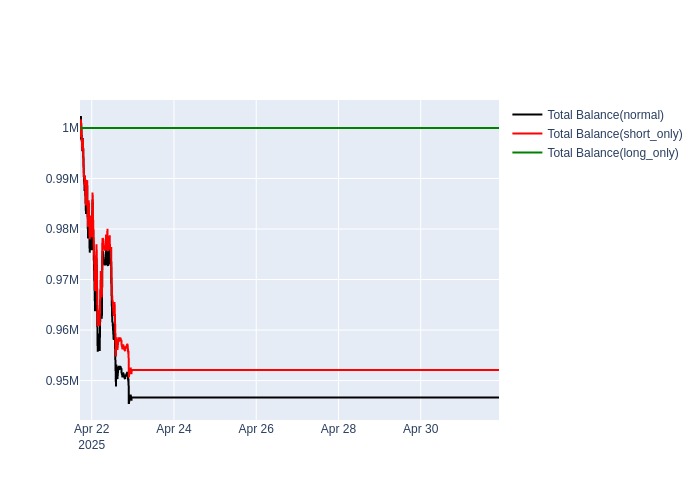 1M
0.99M
0.98M
0.97M
0.96M
0.95M
Apr 22
2025
Apr 24
Apr 26
Apr 28
Apr 30
Total Balance(normal)
Total Balance(short_only)
Total Balance(long_only)